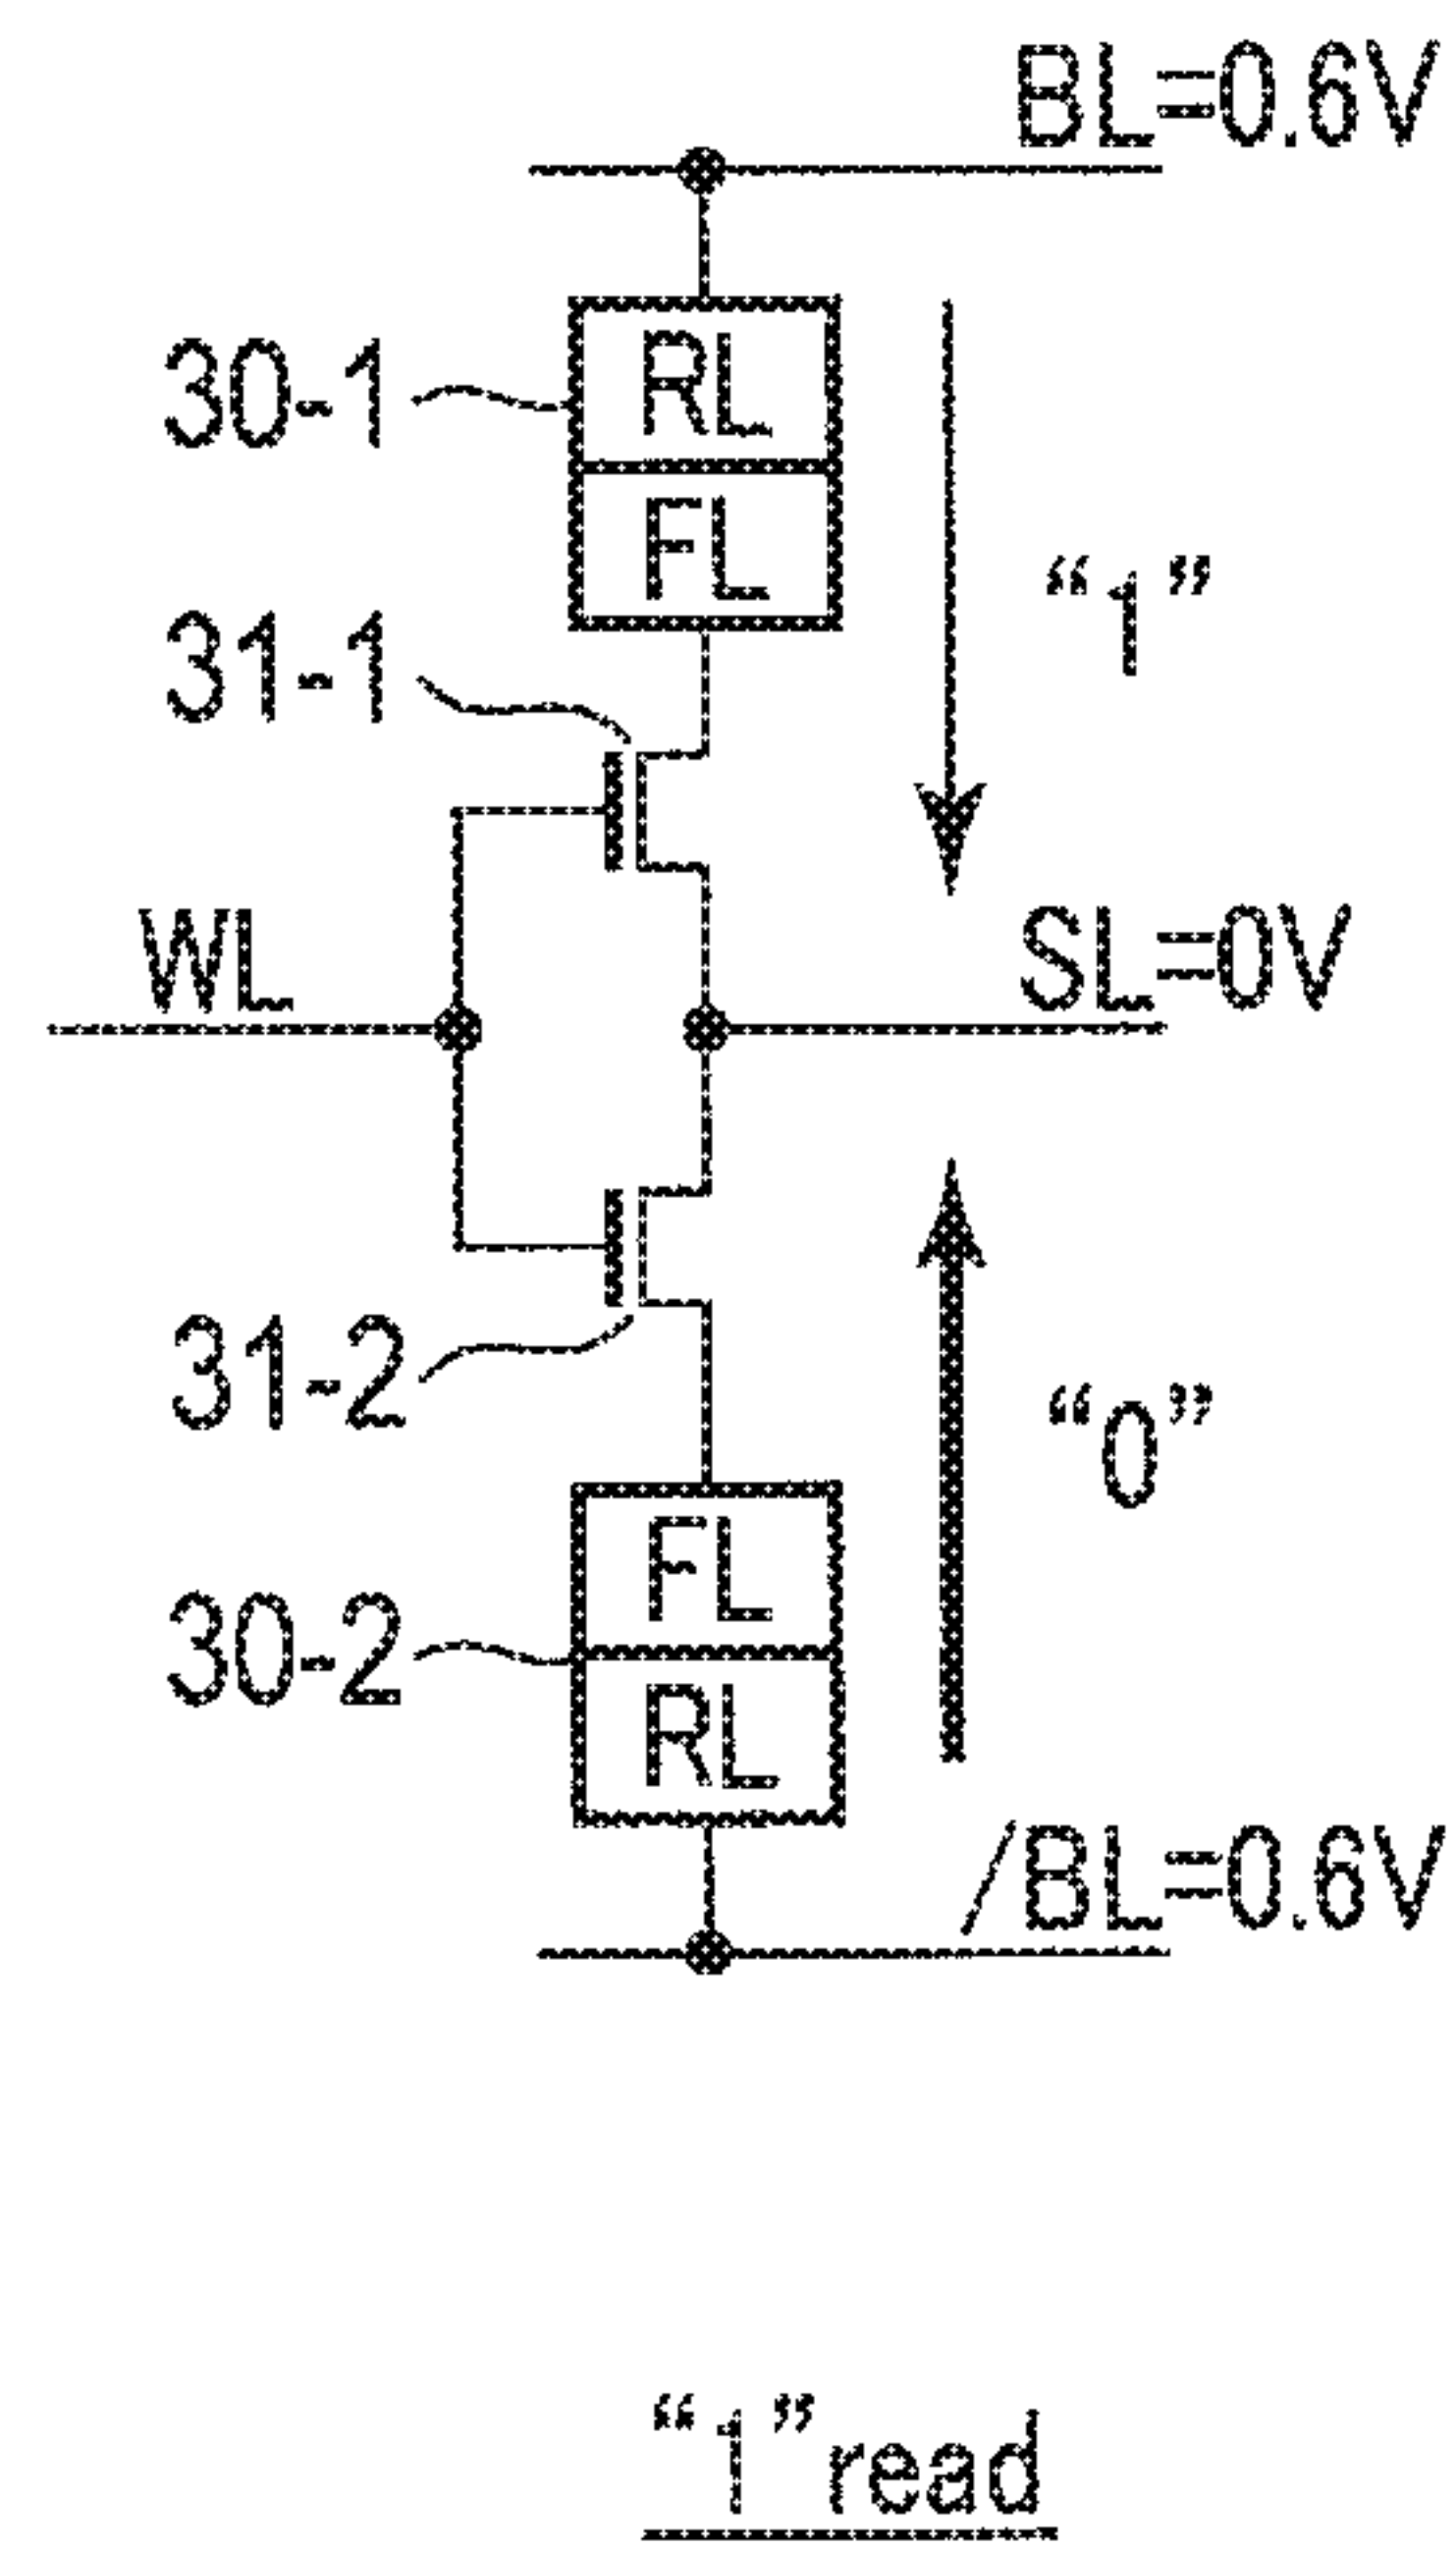 BL=0.6V
30-1
RL
FL
31-1
“1”
WL
SL=0V
31-2
“0”
FL
30-2
RL
/BL=0.6V
“1”read